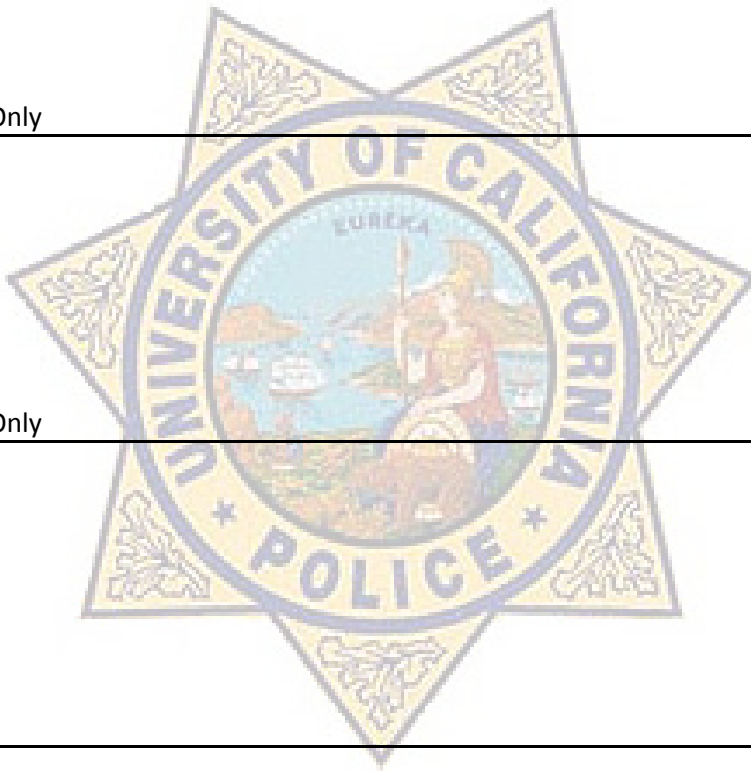 Only
UNIVERSITY OF CALIFORNIA
EUREKA
Only
* POLICE *